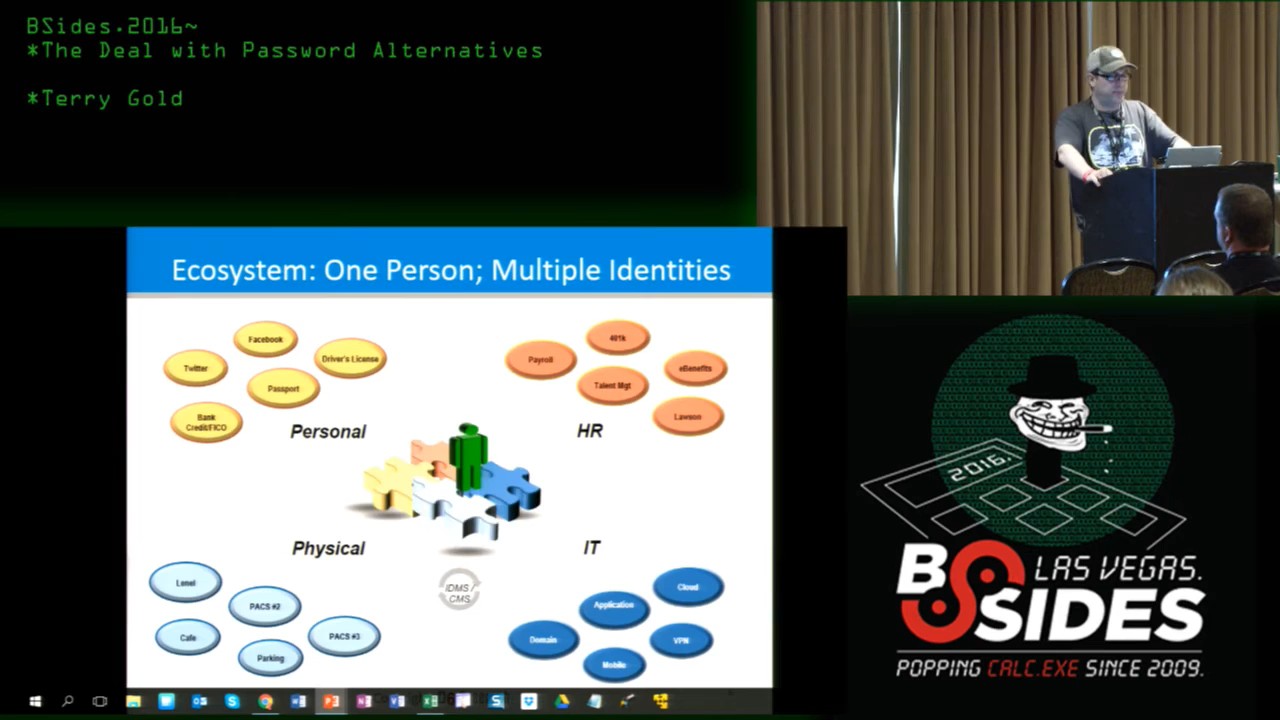 BSides.2016~
*The Deal with Password Alternatives
*Terry Gold
Ecosystem: One Person; Multiple Identities
Facebook
Twitter
Driver's License
Passport
Bank
Credit/FICO
Personal
401k
Payroll
eBenefits
Talent Mgt
Lawson
HR
Physical
Lenel
PACS #2
Cafe
PACS #3
Parking
IDMS /
CMS
IT
Cloud
Application
Domain
VPN
Mobile
2016.
BSIDES
LAS VEGAS.
POPPING CALC.EXE SINCE 2009.